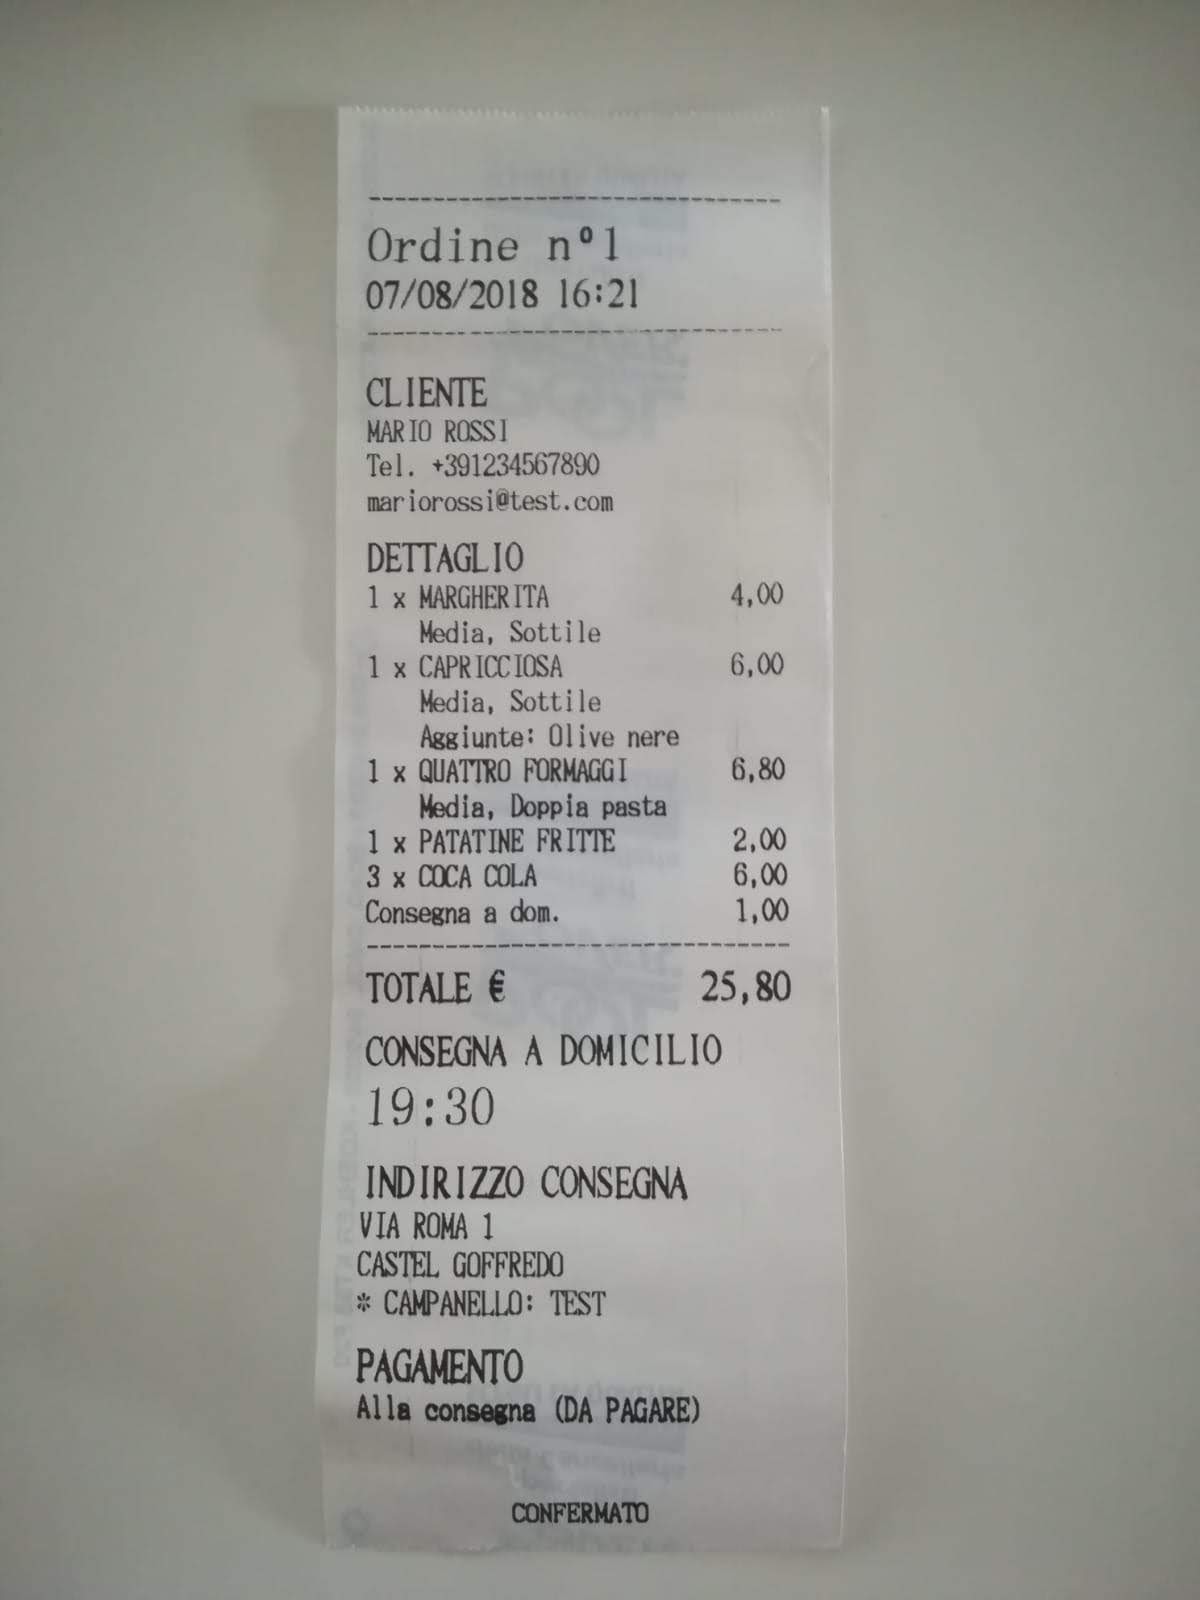 Ordine n°1
07/08/2018 16:21
CLIENTE
MARIO ROSSI
Tel. +391234567890
mariorossi@test.com
DETTAGLIO
1 x MARGHERITA 4,00
Media, Sottile
1 x CAPRICCIOSA 6,00
Media, Sottile
Aggiunte: Olive nere
1 x QUATTRO FORMAGGI 6,80
Media, Doppia pasta
1 x PATATINE FRITTE 2,00
3 x COCA COLA 6,00
Consegna a dom. 1,00
TOTALE € 25,80
CONSEGNA A DOMICILIO
19:30
INDIRIZZO CONSEGNA
VIA ROMA 1
CASTEL GOFFREDO
* CAMPANELLO: TEST
PAGAMENTO
Alla consegna (DA PAGARE)
CONFERMATO